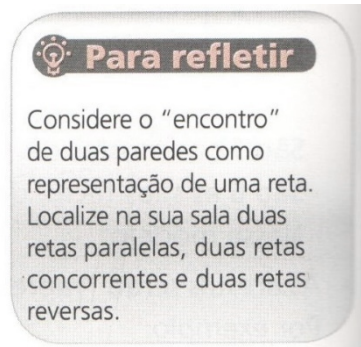 Para refletir
Considere o "encontro"
de duas paredes como
representação de uma reta.
Localize na sua sala duas
retas paralelas, duas retas
concorrentes e duas retas
reversas.